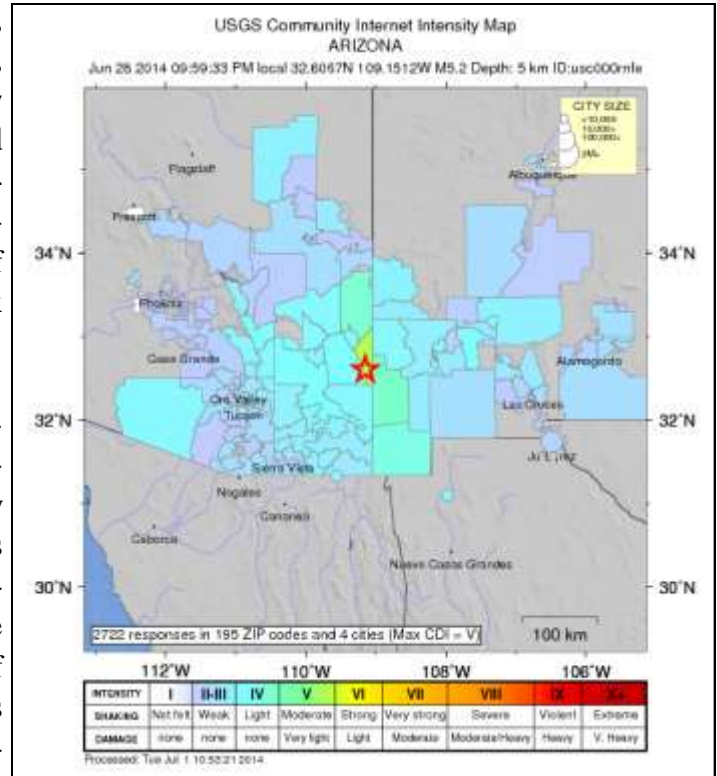 USGS Community Internet Intensity Map
ARIZONA
Jun 28 2014 09:59:33 PM local 32.6067N 109.1512W M5.2 Depth: 5 km ID:usc000rnfe
CITY SIZE
10,000+
100,000+
Flagstaff
Albuquerque
Prescott
34°N
34°N
Phoenix
Casa Grande
Alamogordo
Oro Valley
32°N
Tucson
Las Cruces
32°N
Sierra Vista
Nogales
Cananea
Caborca
Nuevo Casas Grandes
30°N
30°N
2722 responses in 195 ZIP codes and 4 cities (Max CDI = V)
100 km
112°W 110°W 108°W 106°W
INTENSITY I II-III IV V VI VII VIII IX X+
SHAKING Not felt Weak Light Moderate Strong Very strong Severe Violent Extreme
DAMAGE none none none Very light Light Moderate Moderate/Heavy Heavy V. Heavy
Processed: Tue Jul 1 10:53:21 2014